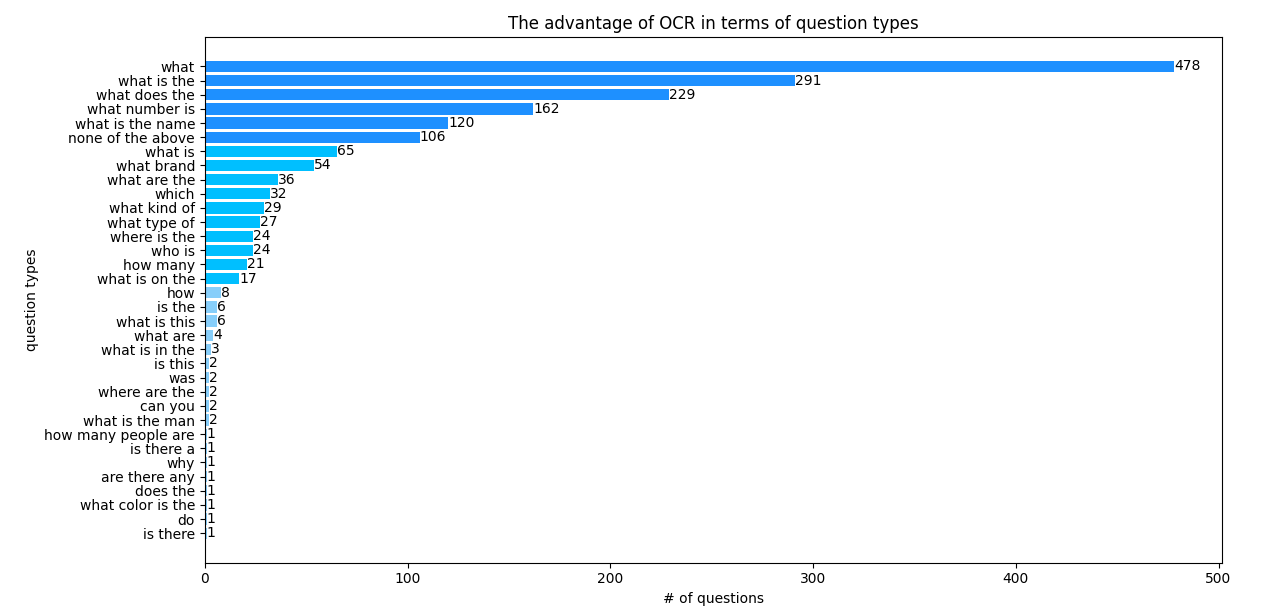 The advantage of OCR in terms of question types
what 478
what is the 291
what does the 229
what number is 162
what is the name 120
none of the above 106
what is 65
what brand 54
what are the 36
which 32
what kind of 29
what type of 27
where is the 24
who is 24
how many 21
what is on the 17
how 8
is the 6
what is this 6
what are 4
what is in the 3
is this 2
was 2
where are the 2
can you 2
what is the man 2
how many people are 1
is there a 1
why 1
are there any 1
does the 1
what color is the 1
do 1
is there 1
question types
0 100 200 300 400 500
# of questions